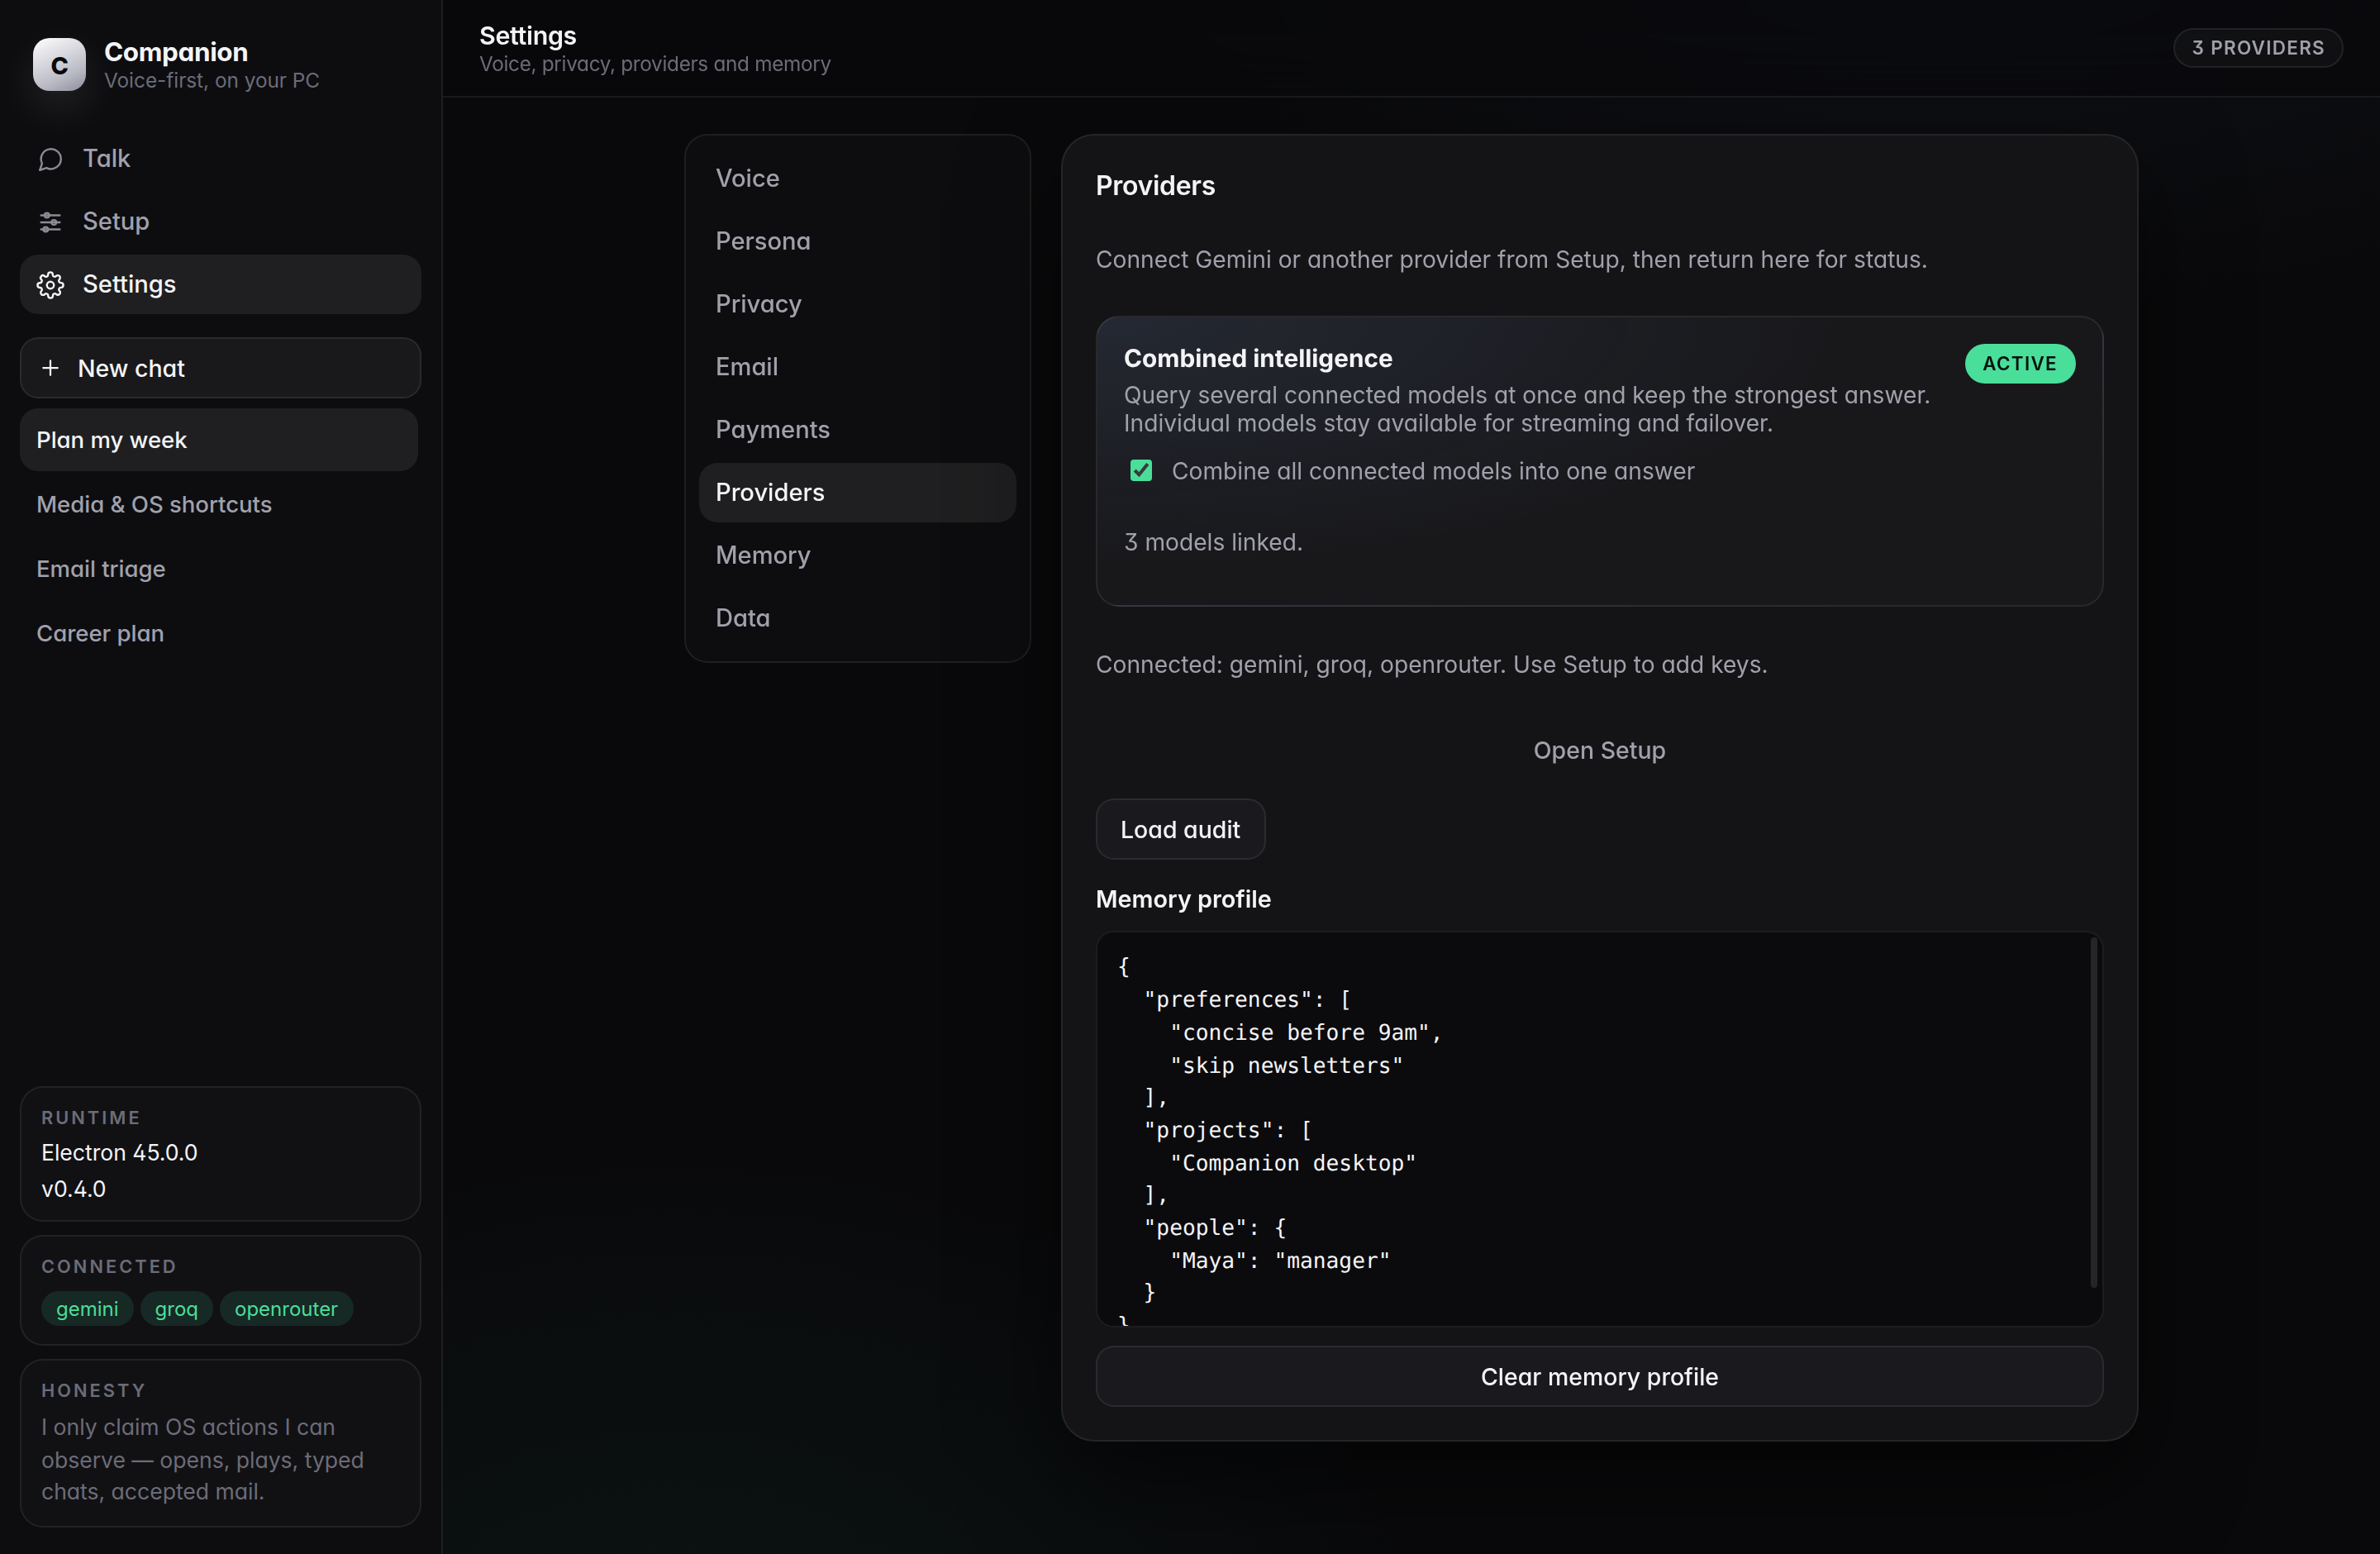 C
Companion
Voice-first, on your PC
Talk
Setup
Settings
New chat
Plan my week
Media & OS shortcuts
Email triage
Career plan
RUNTIME
Electron 45.0.0
v0.4.0
CONNECTED
gemini groq openrouter
HONESTY
I only claim OS actions I can
observe — opens, plays, typed
chats, accepted mail.
Settings
Voice, privacy, providers and memory
3 PROVIDERS
Voice
Persona
Privacy
Email
Payments
Providers
Memory
Data
Providers
Connect Gemini or another provider from Setup, then return here for status.
Combined intelligence
ACTIVE
Query several connected models at once and keep the strongest answer.
Individual models stay available for streaming and failover.
Combine all connected models into one answer
3 models linked.
Connected: gemini, groq, openrouter. Use Setup to add keys.
Open Setup
Load audit
Memory profile
{
  "preferences": [
    "concise before 9am",
    "skip newsletters"
  ],
  "projects": [
    "Companion desktop"
  ],
  "people": {
    "Maya": "manager"
  }
}
Clear memory profile